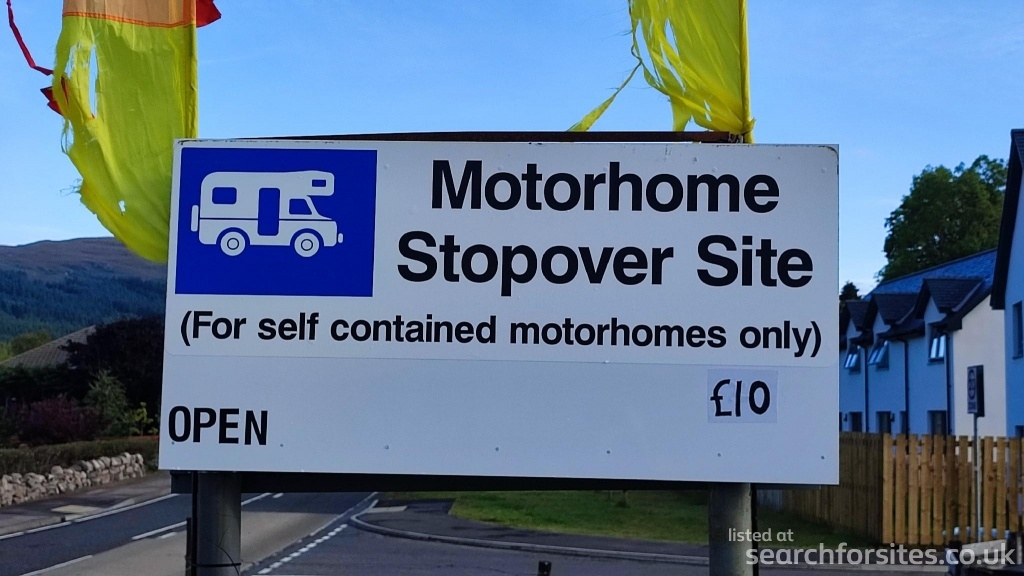 Motorhome
Stopover Site
(For self contained motorhomes only)
£10
OPEN
listed at
searchforsites.co.uk